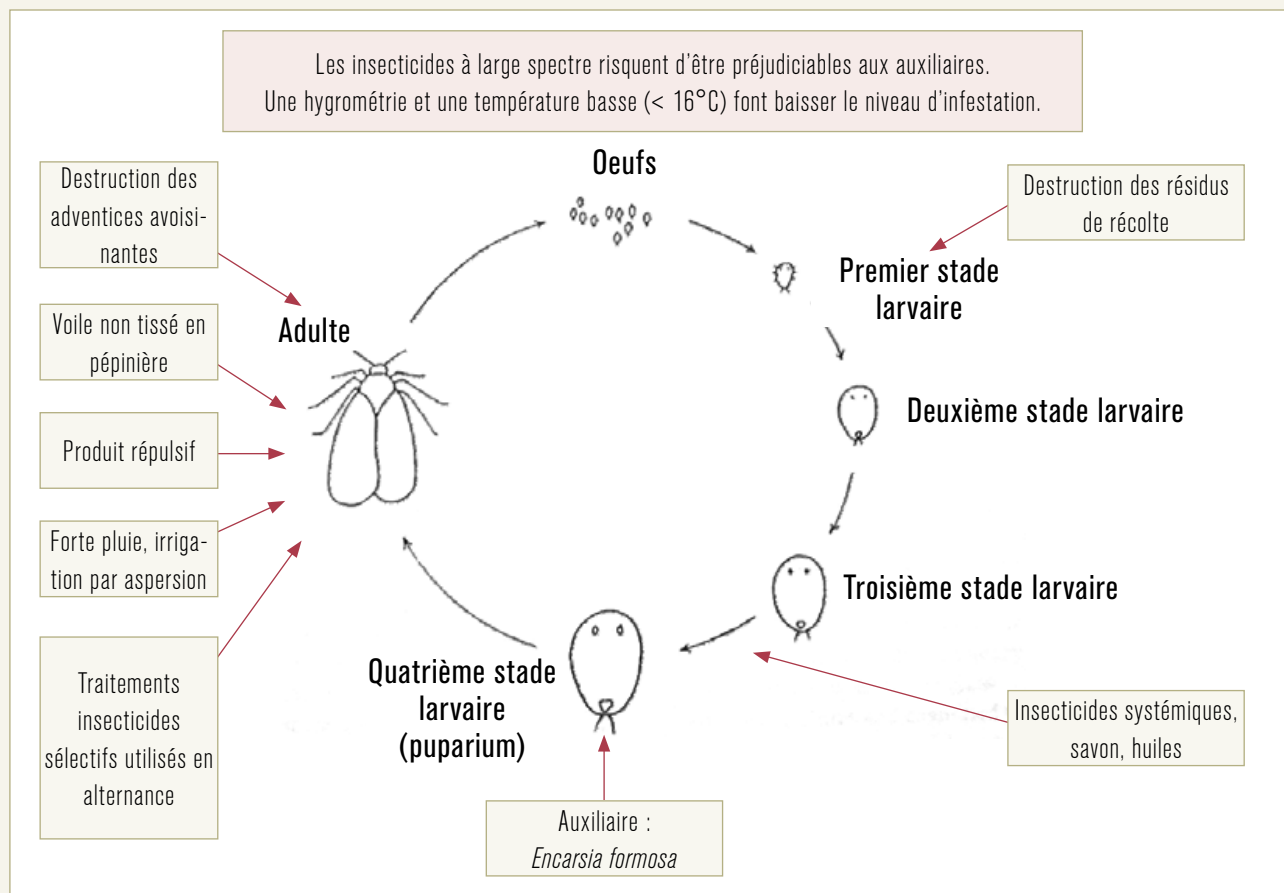 Les insecticides à large spectre risquent d'être préjudiciables aux auxiliaires.
Une hygrométrie et une température basse (< 16°C) font baisser le niveau d'infestation.
Oeufs
Destruction des
adventices avoisi-
nantes
Destruction des résidus
de récolte
Premier stade
larvaire
Voile non tissé en
pépinière
Adulte
Deuxième stade larvaire
Produit répulsif
Forte pluie, irriga-
tion par aspersion
Troisième stade larvaire
Quatrième stade
larvaire
(puparium)
Traitements
insecticides
sélectifs utilisés en
alternance
Insecticides systémiques,
savon, huiles
Auxiliaire :
Encarsia formosa